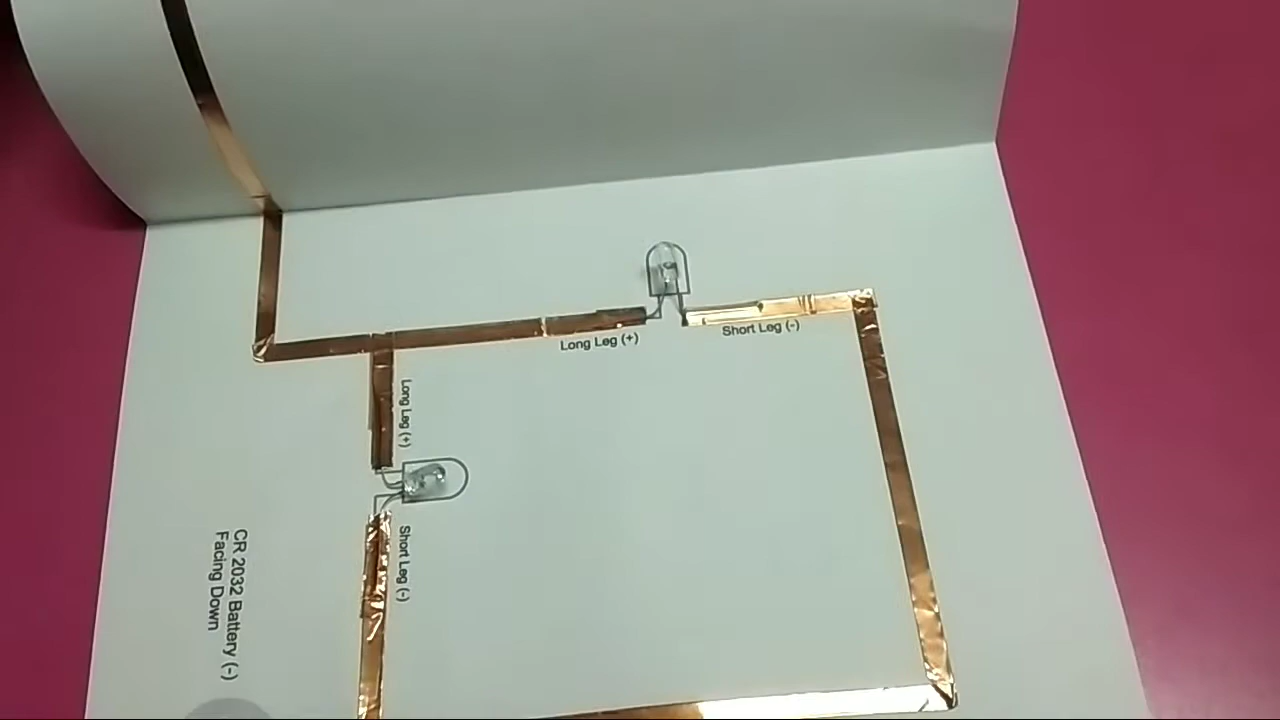 Long Leg (+)
Short Leg (-)
Long Leg (+)
Short Leg (-)
CR 2032 Battery (-)
Facing Down